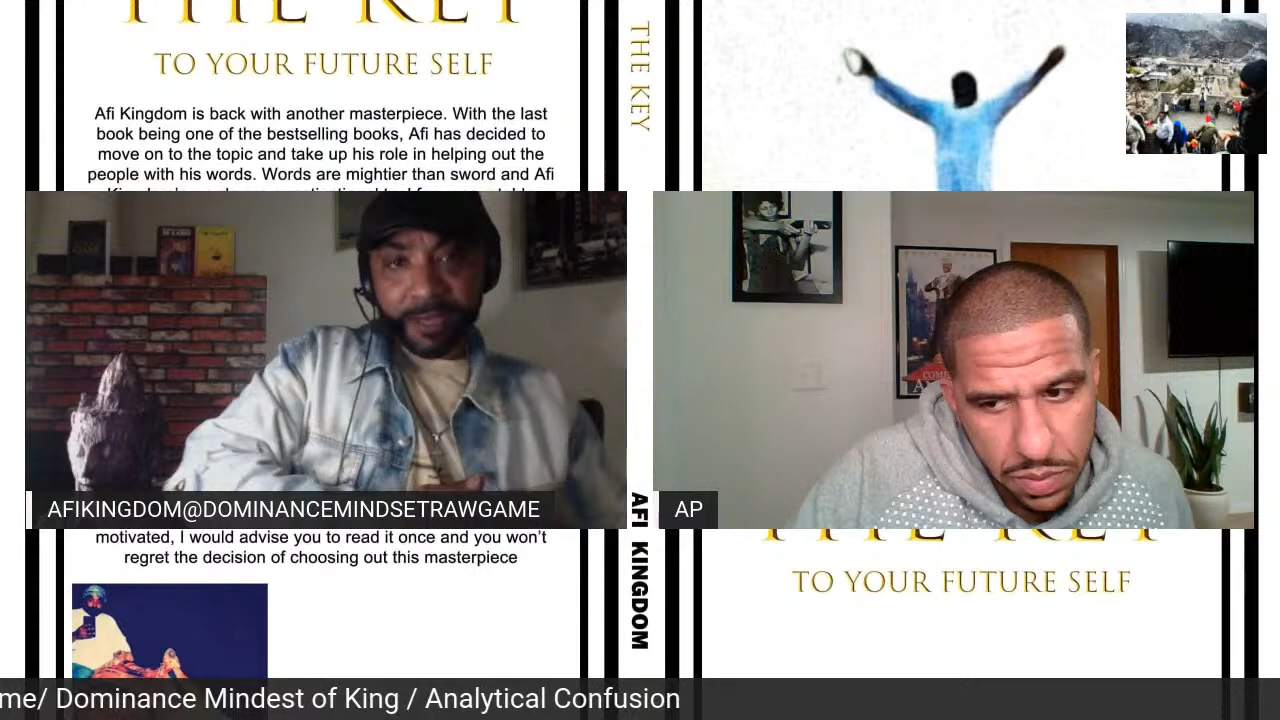 THE KEY
TO YOUR FUTURE SELF
Afi Kingdom is back with another masterpiece. With the last
book being one of the bestselling books, Afi has decided to
move on to the topic and take up his role in helping out the
people with his words. Words are mightier than sword and Afi
THE KEY
AFIKINGDOM@DOMINANCEMINDSETRAWGAME
AP
motivated, I would advise you to read it once and you won’t
regret the decision of choosing out this masterpiece
AFI KINGDOM
THE KEY
TO YOUR FUTURE SELF
me/ Dominance Mindest of King / Analytical Confusion